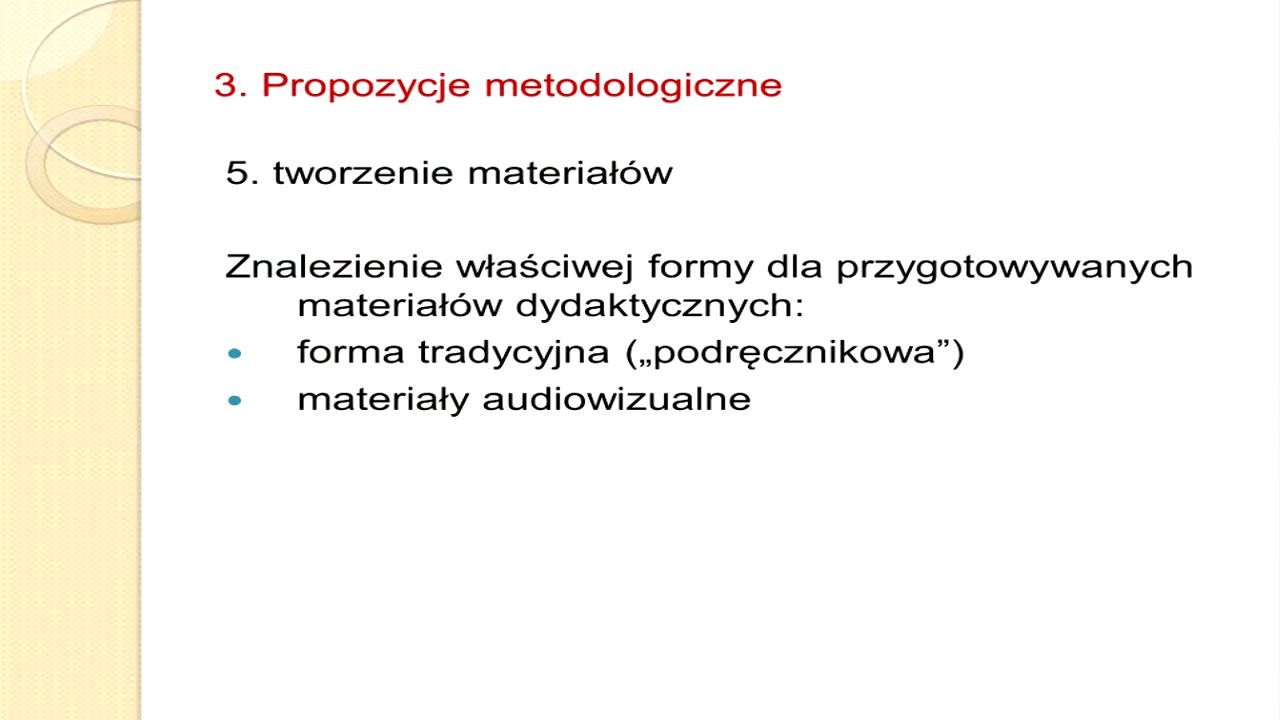 3. Propozycje metodologiczne
5. tworzenie materiałów
Znalezienie właściwej formy dla przygotowywanych
materiałów dydaktycznych:
• forma tradycyjna („podręcznikowa”)
• materiały audiowizualne